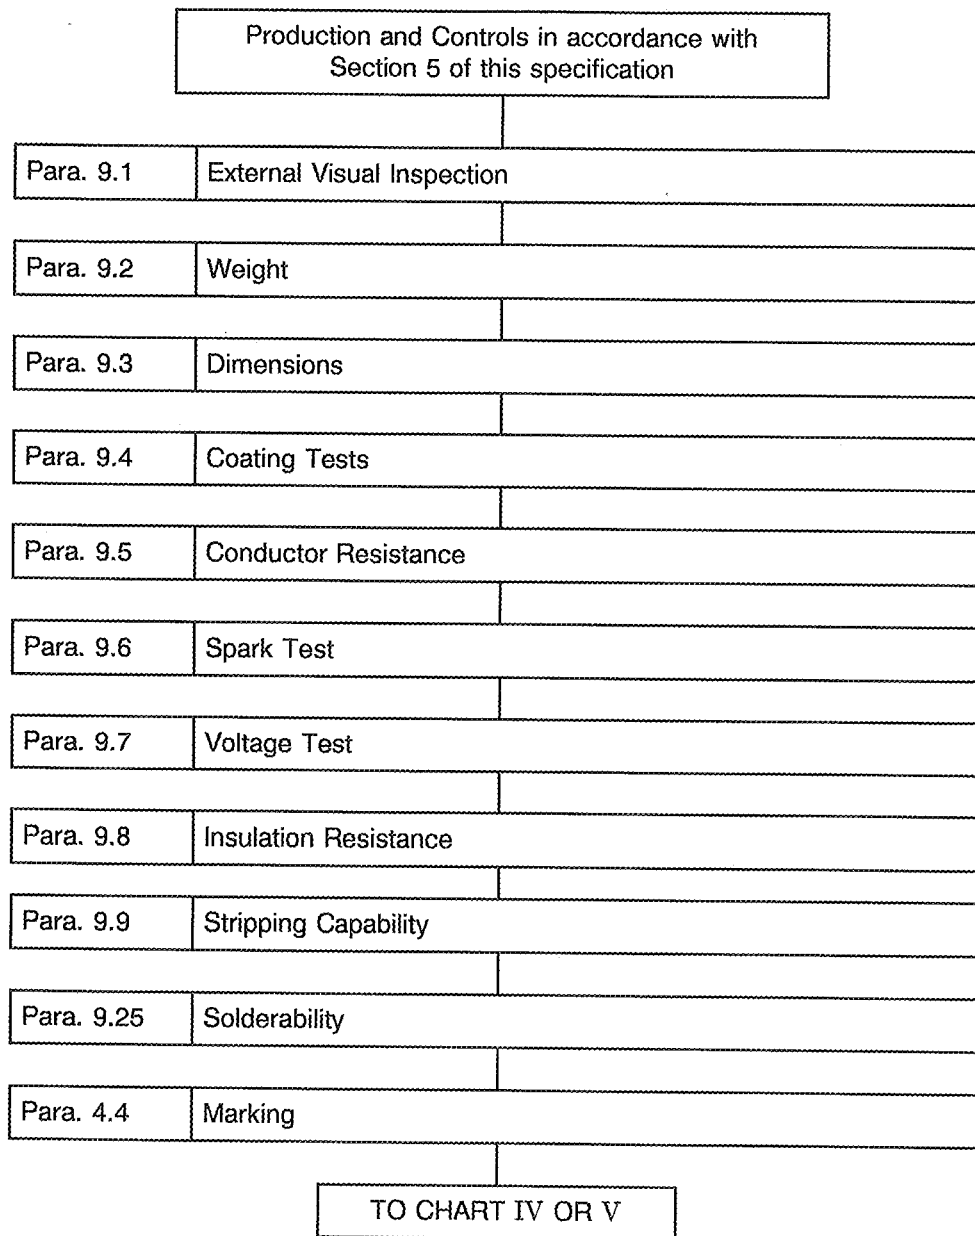 Production and Controls in accordance with
Section 5 of this specification
Para. 9.1 External Visual Inspection
Para. 9.2 Weight
Para. 9.3 Dimensions
Para. 9.4 Coating Tests
Para. 9.5 Conductor Resistance
Para. 9.6 Spark Test
Para. 9.7 Voltage Test
Para. 9.8 Insulation Resistance
Para. 9.9 Stripping Capability
Para. 9.25 Solderability
Para. 4.4 Marking
TO CHART IV OR V